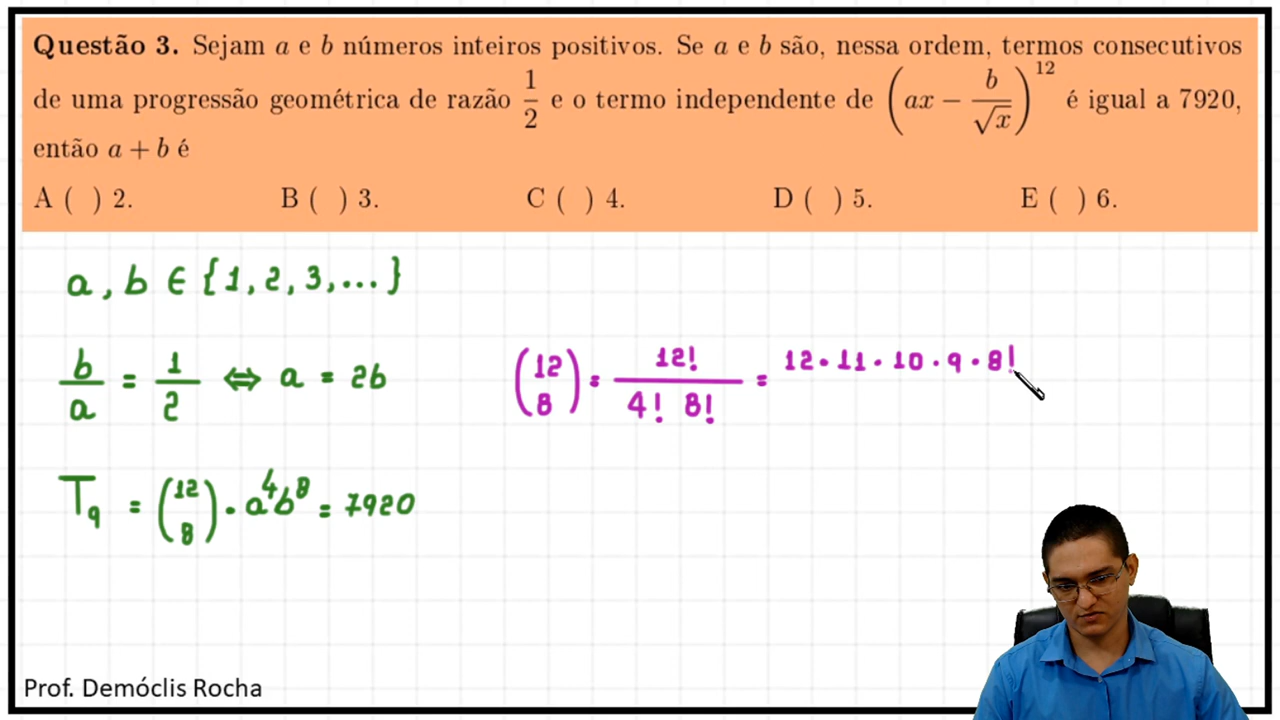 Questão 3. Sejam a e b números inteiros positivos. Se a e b são, nessa ordem, termos consecutivos
de uma progressão geométrica de razão 1/2 e o termo independente de (ax − b/√x)^12 é igual a 7920,
então a + b é
A ( ) 2. B ( ) 3. C ( ) 4. D ( ) 5. E ( ) 6.
a, b ∈ {1, 2, 3, ...}
b/a = 1/2 ⇔ a = 2b
(12 8) = 12!/(4! 8!) = 12 · 11 · 10 · 9 · 8!
T₉ = (12 8) · a⁴b⁸ = 7920
Prof. Demóclis Rocha